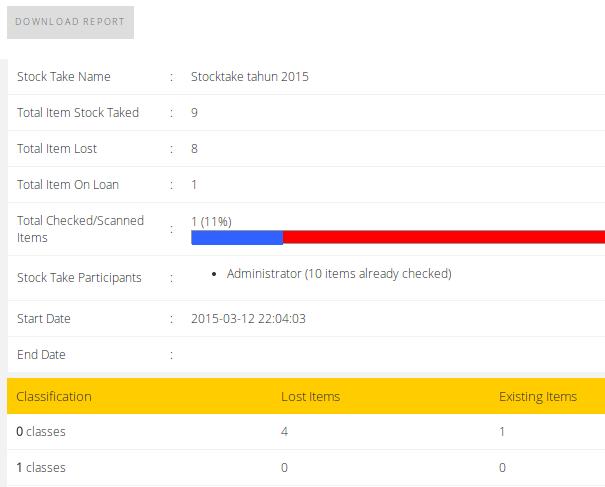 DOWNLOAD REPORT
Stock Take Name : Stocktake tahun 2015
Total Item Stock Taked : 9
Total Item Lost : 8
Total Item On Loan : 1
Total Checked/Scanned Items : 1 (11%)
Stock Take Participants : • Administrator (10 items already checked)
Start Date : 2015-03-12 22:04:03
End Date :
Classification Lost Items Existing Items
0 classes 4 1
1 classes 0 0